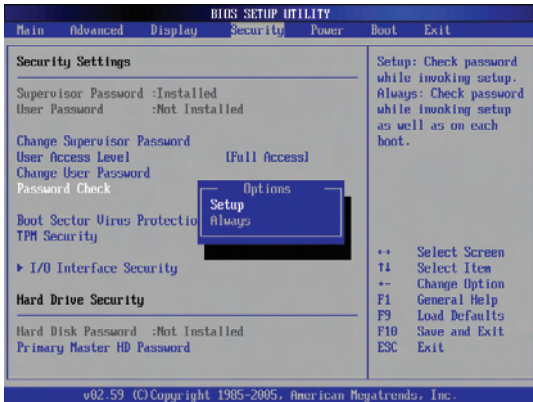 BIOS SETUP UTILITY
Main Advanced Display Security Power Boot Exit
Security Settings
Supervisor Password :Installed
User Password :Not Installed
Change Supervisor Password
User Access Level [Full Access]
Change User Password
Password Check
Boot Sector Virus Protectio
TPM Security
▶ I/O Interface Security
Hard Drive Security
Hard Disk Password :Not Installed
Primary Master HD Password
Options
Setup
Always
Setup: Check password
while invoking setup.
Always: Check password
while invoking setup
as well as on each
boot.
↔ Select Screen
↑↓ Select Item
+- Change Option
F1 General Help
F9 Load Defaults
F10 Save and Exit
ESC Exit
v02.59 (C)Copyright 1985-2005, American Megatrends, Inc.